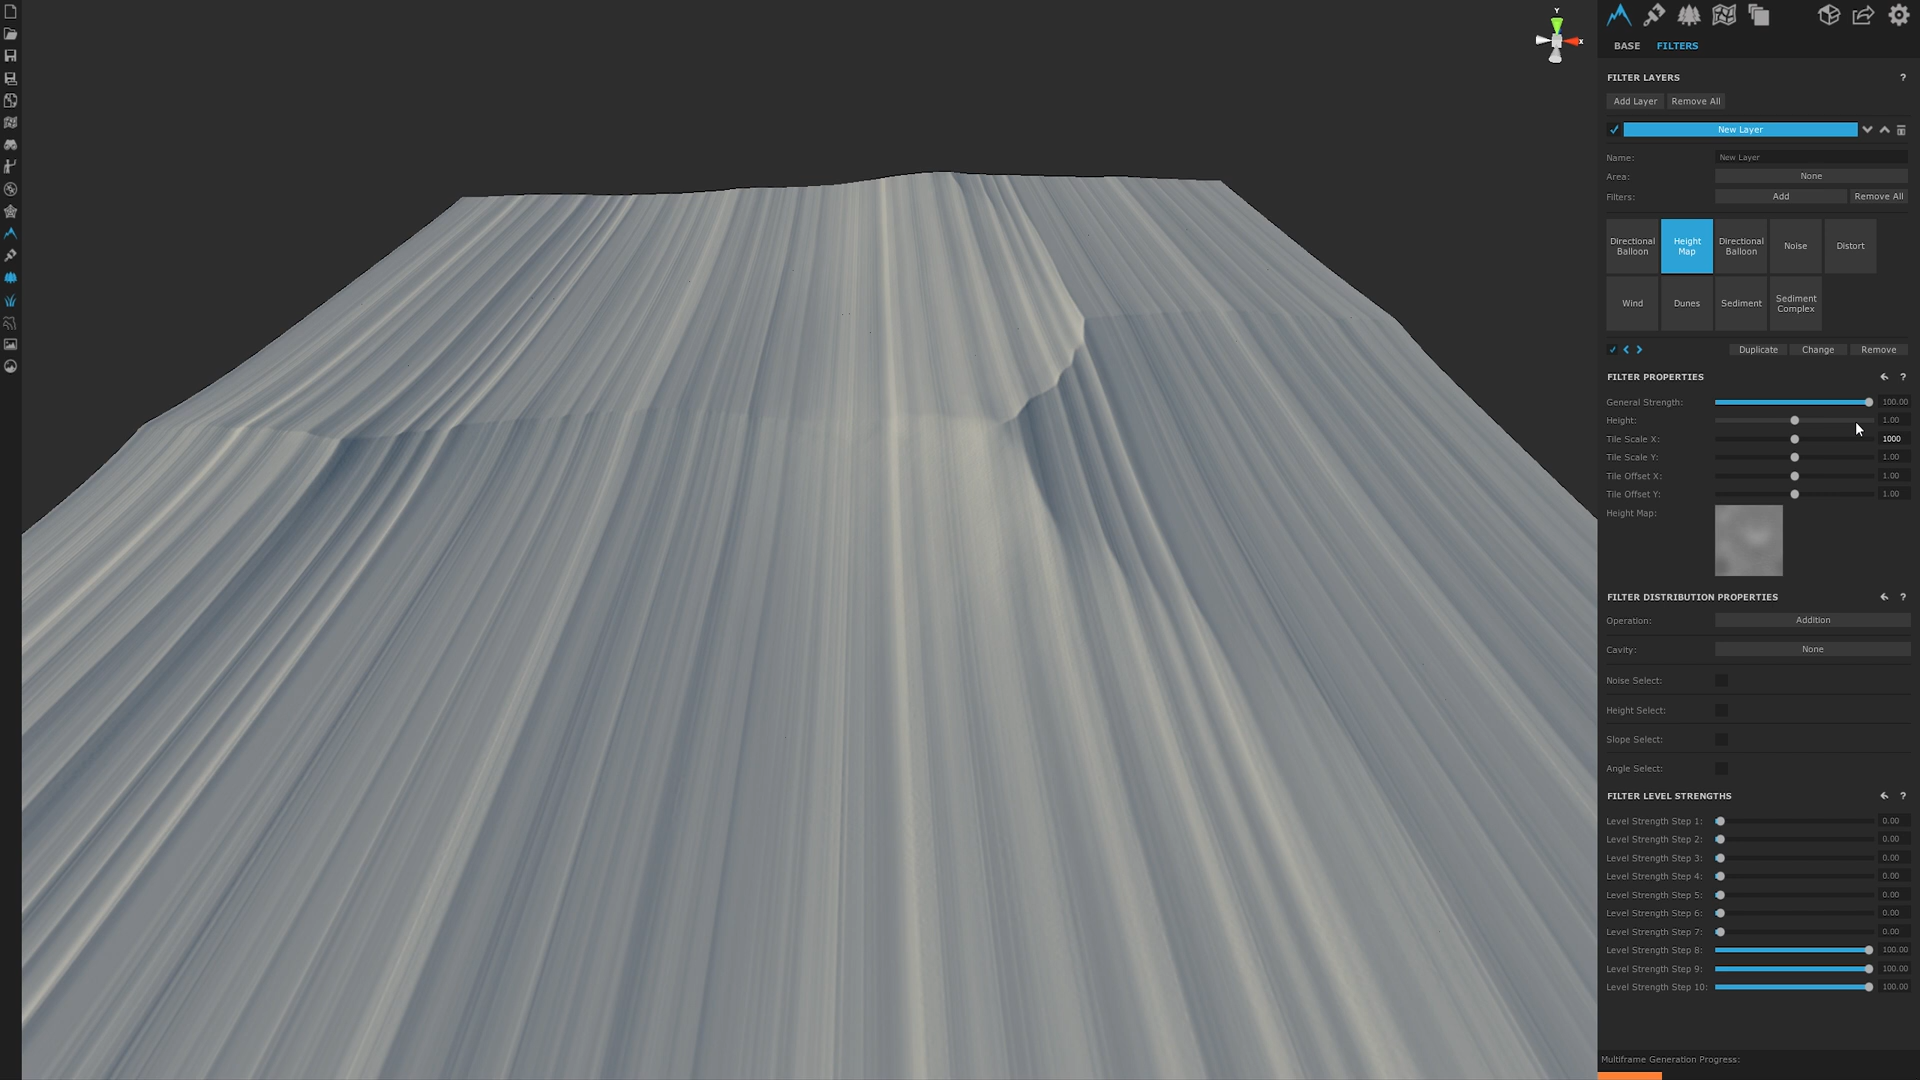 Y
x
BASE FILTERS
FILTER LAYERS ?
Add Layer Remove All
New Layer
Name: New Layer
Area: None
Filters: Add Remove All
Directional Balloon Height Map Directional Balloon Noise Distort
Wind Dunes Sediment Sediment Complex
Duplicate Change Remove
FILTER PROPERTIES ?
General Strength: 100.00
Height: 1.00
Tile Scale X: 1000
Tile Scale Y: 1.00
Tile Offset X: 1.00
Tile Offset Y: 1.00
Height Map:
FILTER DISTRIBUTION PROPERTIES ?
Operation: Addition
Cavity: None
Noise Select:
Height Select:
Slope Select:
Angle Select:
FILTER LEVEL STRENGTHS ?
Level Strength Step 1: 0.00
Level Strength Step 2: 0.00
Level Strength Step 3: 0.00
Level Strength Step 4: 0.00
Level Strength Step 5: 0.00
Level Strength Step 6: 0.00
Level Strength Step 7: 0.00
Level Strength Step 8: 100.00
Level Strength Step 9: 100.00
Level Strength Step 10: 100.00
Multiframe Generation Progress: